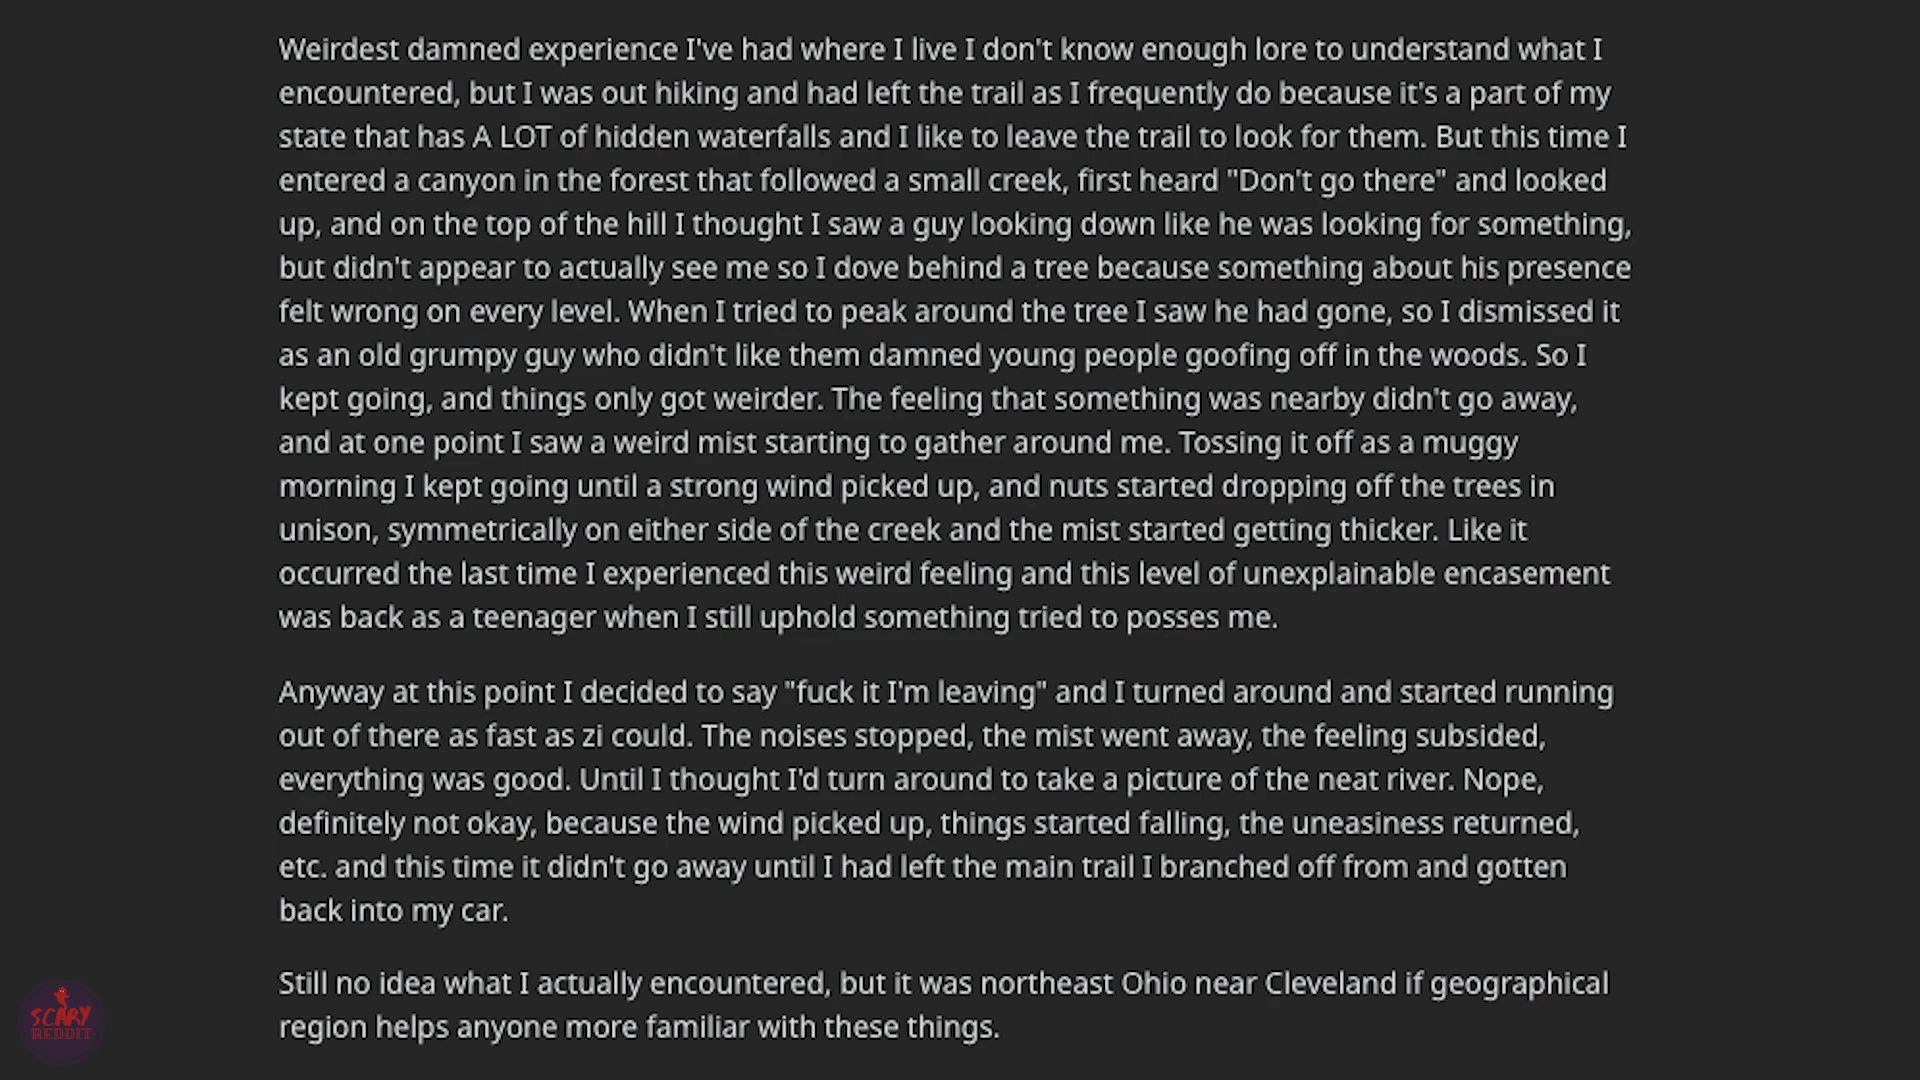 Weirdest damned experience I've had where I live I don't know enough lore to understand what I
encountered, but I was out hiking and had left the trail as I frequently do because it's a part of my
state that has A LOT of hidden waterfalls and I like to leave the trail to look for them. But this time I
entered a canyon in the forest that followed a small creek, first heard "Don't go there" and looked
up, and on the top of the hill I thought I saw a guy looking down like he was looking for something,
but didn't appear to actually see me so I dove behind a tree because something about his presence
felt wrong on every level. When I tried to peak around the tree I saw he had gone, so I dismissed it
as an old grumpy guy who didn't like them damned young people goofing off in the woods. So I
kept going, and things only got weirder. The feeling that something was nearby didn't go away,
and at one point I saw a weird mist starting to gather around me. Tossing it off as a muggy
morning I kept going until a strong wind picked up, and nuts started dropping off the trees in
unison, symmetrically on either side of the creek and the mist started getting thicker. Like it
occurred the last time I experienced this weird feeling and this level of unexplainable encasement
was back as a teenager when I still uphold something tried to posses me.
Anyway at this point I decided to say "fuck it I'm leaving" and I turned around and started running
out of there as fast as zi could. The noises stopped, the mist went away, the feeling subsided,
everything was good. Until I thought I'd turn around to take a picture of the neat river. Nope,
definitely not okay, because the wind picked up, things started falling, the uneasiness returned,
etc. and this time it didn't go away until I had left the main trail I branched off from and gotten
back into my car.
Still no idea what I actually encountered, but it was northeast Ohio near Cleveland if geographical
region helps anyone more familiar with these things.
SCARY
REDDIT